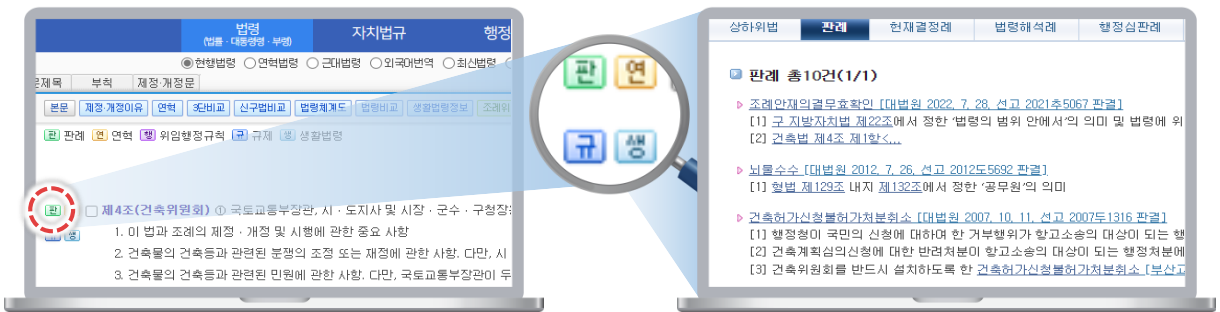 법령
(법률 · 대통령령 · 부령)
자치법규
행정
현행법령 연혁법령 근대법령 외국어번역 최신법령
문제목 부칙 제정·개정문
본문 제정·개정이유 연혁 3단비교 신구법비교 법령체계도 법령비교 생활법령정보 조례위
판 판례 연 연혁 행 위임행정규칙 규 규제 생 생활법령
판 제4조(건축위원회) ① 국토교통부장관, 시 · 도지사 및 시장 · 군수 · 구청장은
규 생 1. 이 법과 조례의 제정 · 개정 및 시행에 관한 중요 사항
2. 건축물의 건축등과 관련된 분쟁의 조정 또는 재정에 관한 사항. 다만, 시
3. 건축물의 건축등과 관련된 민원에 관한 사항. 다만, 국토교통부장관이 두
판 연
규 생
상하위법 판례 헌재결정례 법령해석례 행정심판례
판례 총10건(1/1)
조례안재의결무효확인 [대법원 2022. 7. 28. 선고 2021추5067 판결]
[1] 구 지방자치법 제22조에서 정한 '법령의 범위 안에서'의 의미 및 법령에 위
[2] 건축법 제4조 제1항<...
뇌물수수 [대법원 2012. 7. 26. 선고 2012도5692 판결]
[1] 형법 제129조 내지 제132조에서 정한 '공무원'의 의미
건축허가신청불허가처분취소 [대법원 2007. 10. 11. 선고 2007두1316 판결]
[1] 행정청이 국민의 신청에 대하여 한 거부행위가 항고소송의 대상이 되는 행
[2] 건축계획심의신청에 대한 반려처분이 항고소송의 대상이 되는 행정처분에
[3] 건축위원회를 반드시 설치하도록 한 건축허가신청불허가처분취소 [부산고